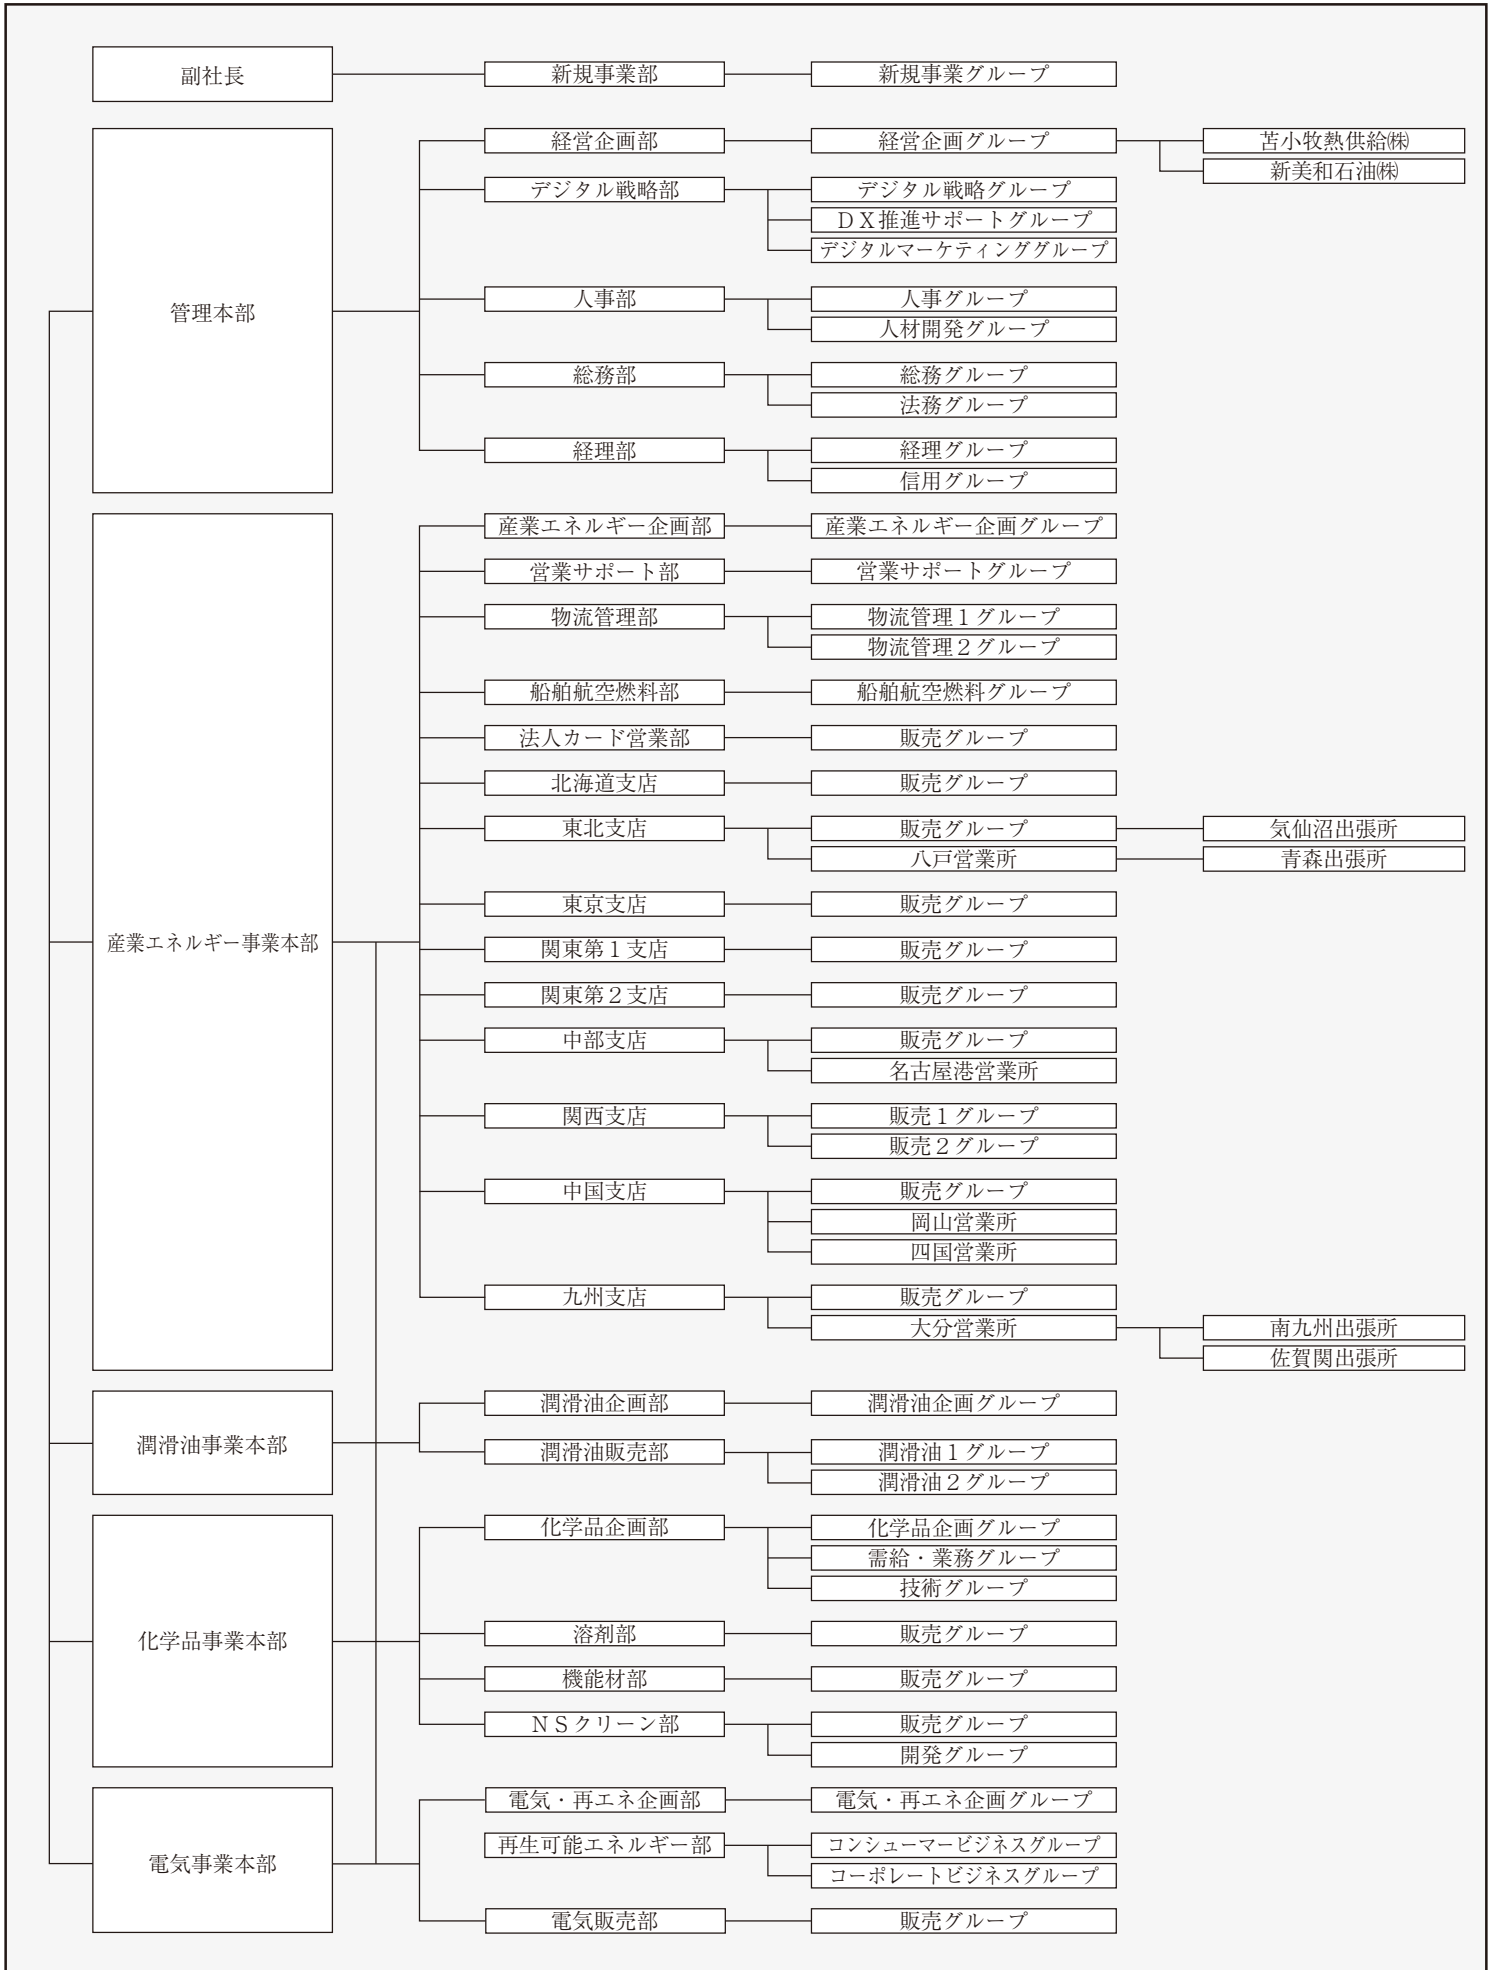 副社長
新規事業部
新規事業グループ
管理本部
経営企画部
経営企画グループ
苫小牧熱供給㈱
新美和石油㈱
デジタル戦略部
デジタル戦略グループ
ＤＸ推進サポートグループ
デジタルマーケティンググループ
人事部
人事グループ
人材開発グループ
総務部
総務グループ
法務グループ
経理部
経理グループ
信用グループ
産業エネルギー事業本部
産業エネルギー企画部
産業エネルギー企画グループ
営業サポート部
営業サポートグループ
物流管理部
物流管理１グループ
物流管理２グループ
船舶航空燃料部
船舶航空燃料グループ
法人カード営業部
販売グループ
北海道支店
販売グループ
東北支店
販売グループ
気仙沼出張所
八戸営業所
青森出張所
東京支店
販売グループ
関東第１支店
販売グループ
関東第２支店
販売グループ
中部支店
販売グループ
名古屋港営業所
関西支店
販売１グループ
販売２グループ
中国支店
販売グループ
岡山営業所
四国営業所
九州支店
販売グループ
大分営業所
南九州出張所
佐賀関出張所
潤滑油事業本部
潤滑油企画部
潤滑油企画グループ
潤滑油販売部
潤滑油１グループ
潤滑油２グループ
化学品事業本部
化学品企画部
化学品企画グループ
需給・業務グループ
技術グループ
溶剤部
販売グループ
機能材部
販売グループ
ＮＳクリーン部
販売グループ
開発グループ
電気事業本部
電気・再エネ企画部
電気・再エネ企画グループ
再生可能エネルギー部
コンシューマービジネスグループ
コーポレートビジネスグループ
電気販売部
販売グループ